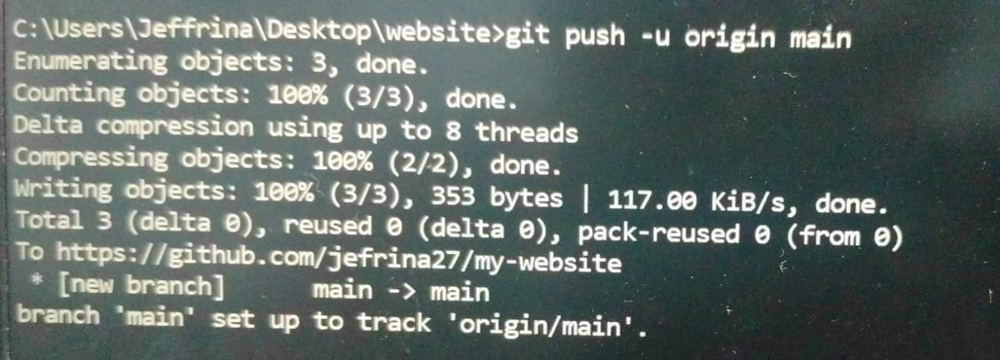 C:\Users\Jeffrina\Desktop\website>git push -u origin main
Enumerating objects: 3, done.
Counting objects: 100% (3/3), done.
Delta compression using up to 8 threads
Compressing objects: 100% (2/2), done.
Writing objects: 100% (3/3), 353 bytes | 117.00 KiB/s, done.
Total 3 (delta 0), reused 0 (delta 0), pack-reused 0 (from 0)
To https://github.com/jefrina27/my-website
 * [new branch]      main -> main
branch 'main' set up to track 'origin/main'.